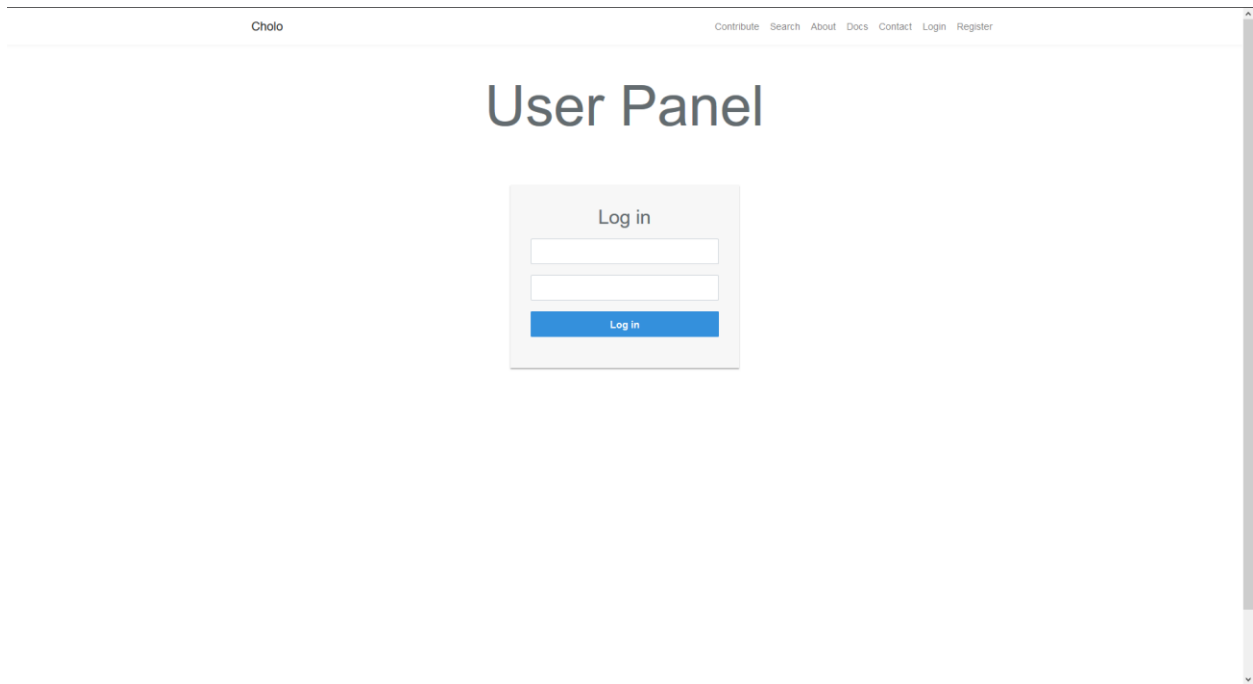 Cholo Contribute Search About Docs Contact Login Register
User Panel
Log in
Log in